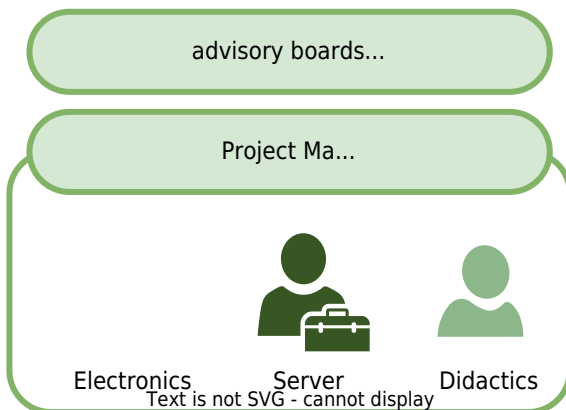 advisory boards...
Project Ma...
Electronics Server Didactics
Text is not SVG - cannot display